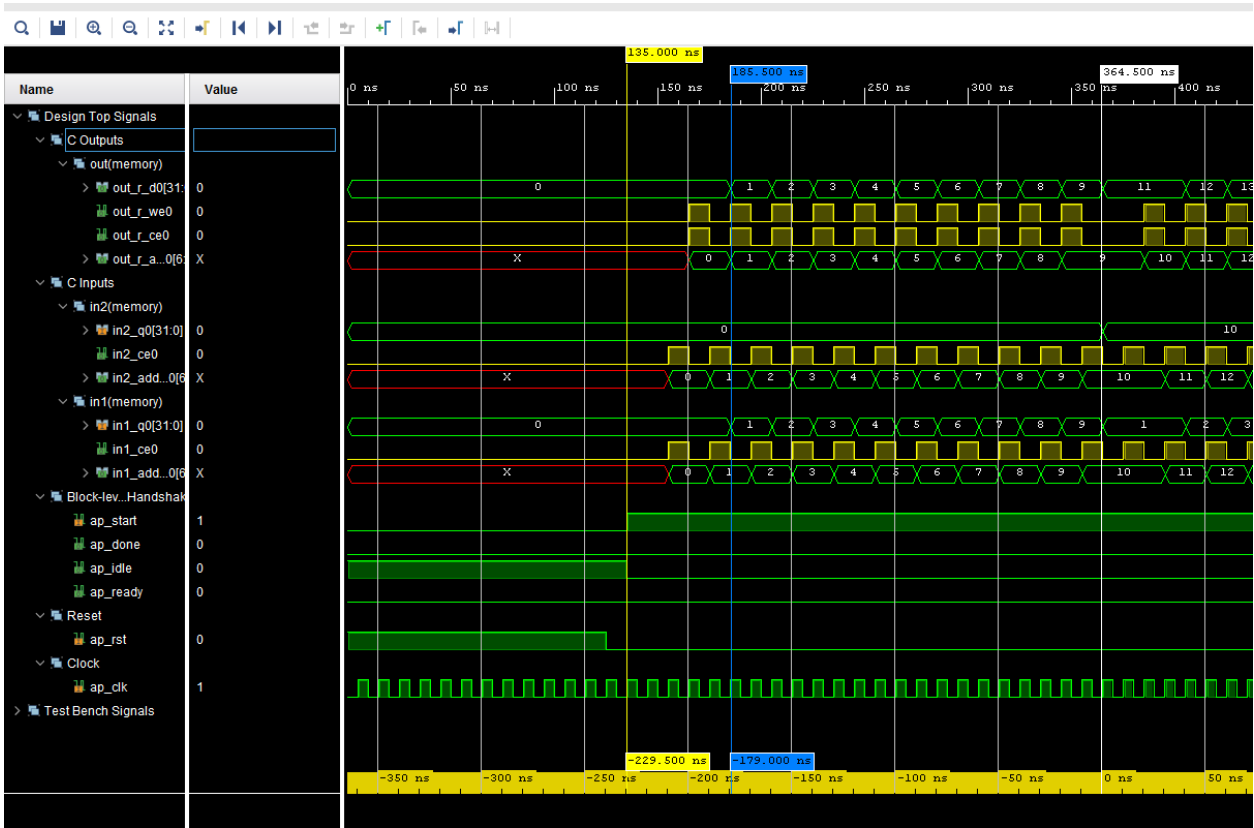 135.000 ns
185.500 ns 364.500 ns
Name Value 0 ns 50 ns 100 ns 150 ns 200 ns 250 ns 300 ns 350 ns 400 ns
Design Top Signals
C Outputs
out(memory)
out_r_d0[31: 0 0 1 2 3 4 5 6 7 8 9 11 12 13
out_r_we0 0
out_r_ce0 0
out_r_a...0[6: X X 0 1 2 3 4 5 6 7 8 9 10 11 12
C Inputs
in2(memory)
in2_q0[31:0] 0 0 10
in2_ce0 0
in2_add...0[6 X X 0 1 2 3 4 5 6 7 8 9 10 11 12
in1(memory)
in1_q0[31:0] 0 0 1 2 3 4 5 6 7 8 9 1 2 3
in1_ce0 0
in1_add...0[6 X X 0 1 2 3 4 5 6 7 8 9 10 11 12
Block-lev...Handshak
ap_start 1
ap_done 0
ap_idle 0
ap_ready 0
Reset
ap_rst 0
Clock
ap_clk 1
Test Bench Signals
-229.500 ns -179.000 ns
-350 ns -300 ns -250 ns -200 ns -150 ns -100 ns -50 ns 0 ns 50 ns